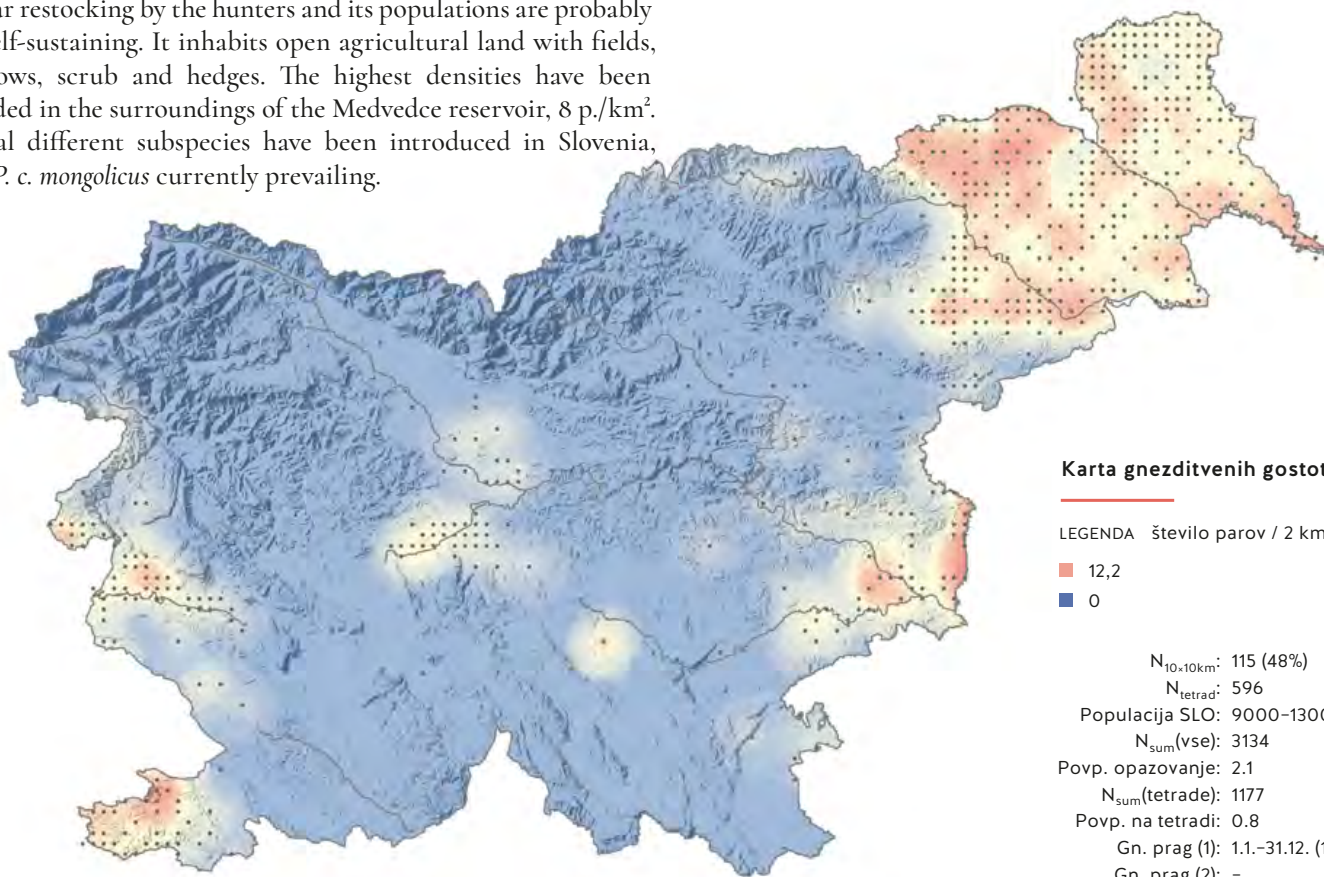 ar restocking by the hunters and its populations are probably
elf-sustaining. It inhabits open agricultural land with fields,
ows, scrub and hedges. The highest densities have been
ded in the surroundings of the Medvedce reservoir, 8 p./km².
al different subspecies have been introduced in Slovenia,
P. c. mongolicus currently prevailing.
Karta gnezditvenih gostot
LEGENDA število parov / 2 km
12,2
0
N10×10km: 115 (48%)
Ntetrad: 596
Populacija SLO: 9000–1300
Nsum(vse): 3134
Povp. opazovanje: 2.1
Nsum(tetrade): 1177
Povp. na tetradi: 0.8
Gn. prag (1): 1.1.–31.12. (1
Gn. prag (2): –